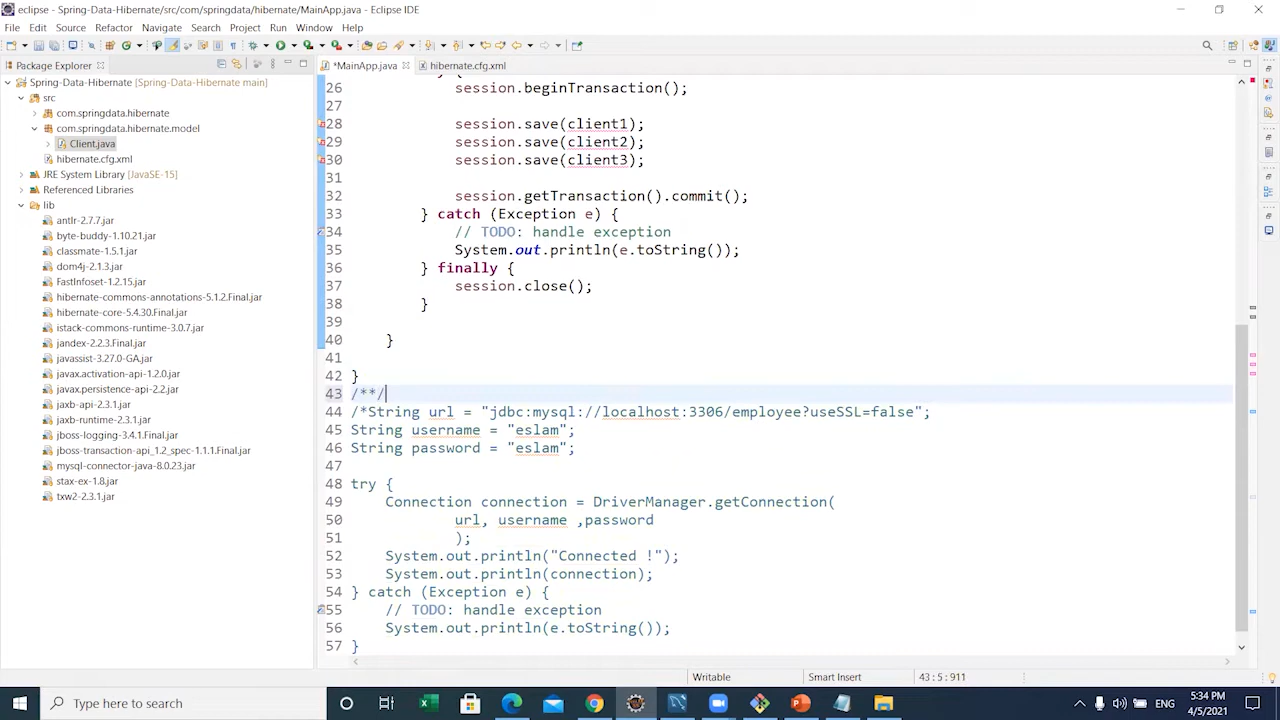 eclipse - Spring-Data-Hibernate/src/com/springdata/hibernate/MainApp.java - Eclipse IDE
File Edit Source Refactor Navigate Search Project Run Window Help
Package Explorer
*MainApp.java
hibernate.cfg.xml
Spring-Data-Hibernate [Spring-Data-Hibernate main]
src
com.springdata.hibernate
com.springdata.hibernate.model
Client.java
hibernate.cfg.xml
JRE System Library [JavaSE-15]
Referenced Libraries
lib
antlr-2.7.7.jar
byte-buddy-1.10.21.jar
classmate-1.5.1.jar
dom4j-2.1.3.jar
FastInfoset-1.2.15.jar
hibernate-commons-annotations-5.1.2.Final.jar
hibernate-core-5.4.30.Final.jar
istack-commons-runtime-3.0.7.jar
jandex-2.2.3.Final.jar
javassist-3.27.0-GA.jar
javax.activation-api-1.2.0.jar
javax.persistence-api-2.2.jar
jaxb-api-2.3.1.jar
jaxb-runtime-2.3.1.jar
jboss-logging-3.4.1.Final.jar
jboss-transaction-api_1.2_spec-1.1.1.Final.jar
mysql-connector-java-8.0.23.jar
stax-ex-1.8.jar
txw2-2.3.1.jar
26 session.beginTransaction();
27
28 session.save(client1);
29 session.save(client2);
30 session.save(client3);
31
32 session.getTransaction().commit();
33 } catch (Exception e) {
34 // TODO: handle exception
35 System.out.println(e.toString());
36 } finally {
37 session.close();
38 }
39
40 }
41
42 }
43 /**/
44 /*String url = "jdbc:mysql://localhost:3306/employee?useSSL=false";
45 String username = "eslam";
46 String password = "eslam";
47
48 try {
49 Connection connection = DriverManager.getConnection(
50 url, username ,password
51 );
52 System.out.println("Connected !");
53 System.out.println(connection);
54 } catch (Exception e) {
55 // TODO: handle exception
56 System.out.println(e.toString());
57 }
Writable Smart Insert 43 : 5 : 911
Type here to search
5:34 PM
4/5/2021